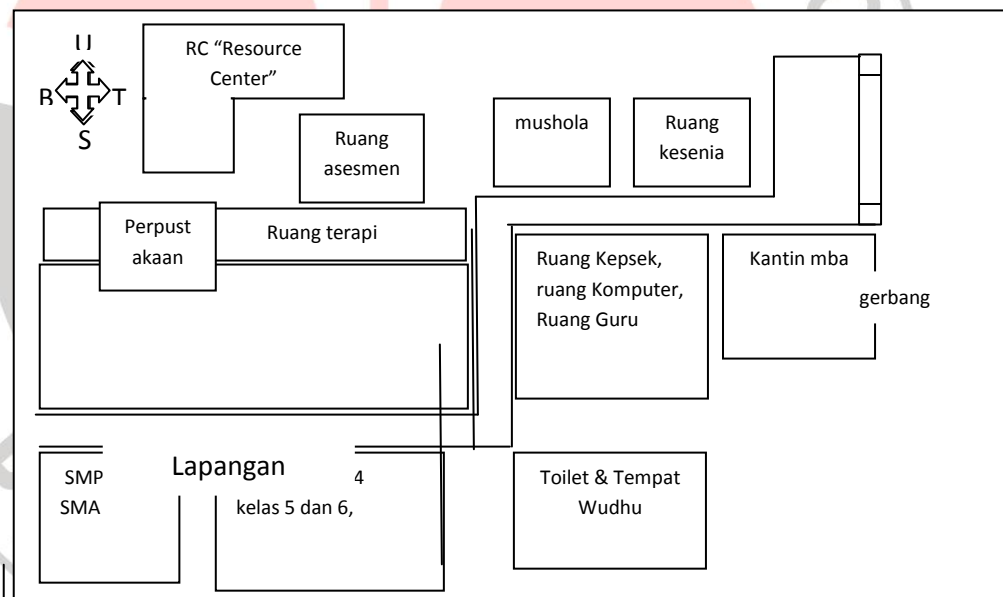 U
B T
S
RC “Resource
Center”
Ruang
asesmen
mushola
Ruang
kesenia
Perpust
akaan
Ruang terapi
Ruang Kepsek,
ruang Komputer,
Ruang Guru
Kantin mba
gerbang
Lapangan
SMP
SMA
4
kelas 5 dan 6,
Toilet & Tempat
Wudhu